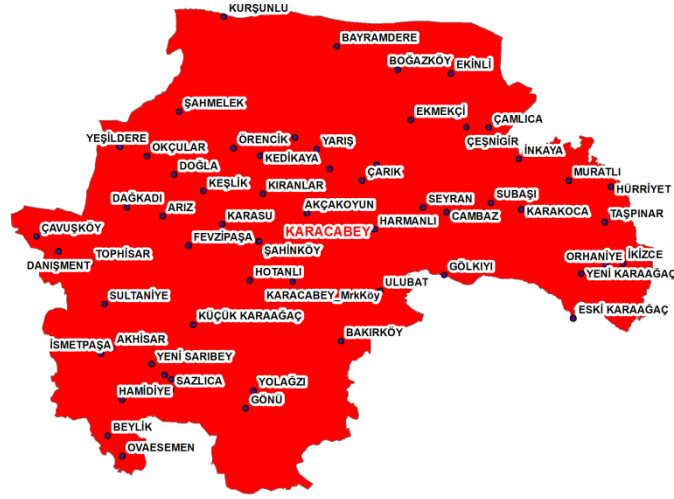 KURŞUNLU
BAYRAMDERE
BOĞAZKÖY
EKİNLİ
ŞAHMELEK
EKMEKÇİ
ÇAMLICA
YEŞİLDERE
OKÇULAR
ÖRENCİK
YARIŞ
ÇEŞNİGİR
KEDİKAYA
İNKAYA
DOĞLA
ÇARIK
MURATLI
KEŞLİK
KIRANLAR
HÜRRİYET
DAĞKADI
AKÇAKOYUN
SEYRAN
SUBAŞI
ARIZ
KARASU
HARMANLI
CAMBAZ
KARAKOCA
TAŞPINAR
ÇAVUŞKÖY
KARACABEY
FEVZİPAŞA
ŞAHİNKÖY
TOPHİSAR
ORHANİYE
İKİZCE
DANIŞMENT
HOTANLI
GÖLKIYI
YENİ KARAAĞAÇ
ULUBAT
SULTANİYE
KARACABEY_MrkKöy
KÜÇÜK KARAAĞAÇ
ESKİ KARAAĞAÇ
AKHİSAR
BAKIRKÖY
İSMETPAŞA
YENİ SARIBEY
SAZLICA
YOLAĞZI
HAMİDİYE
GÖNÜ
BEYLİK
OVAESEMEN